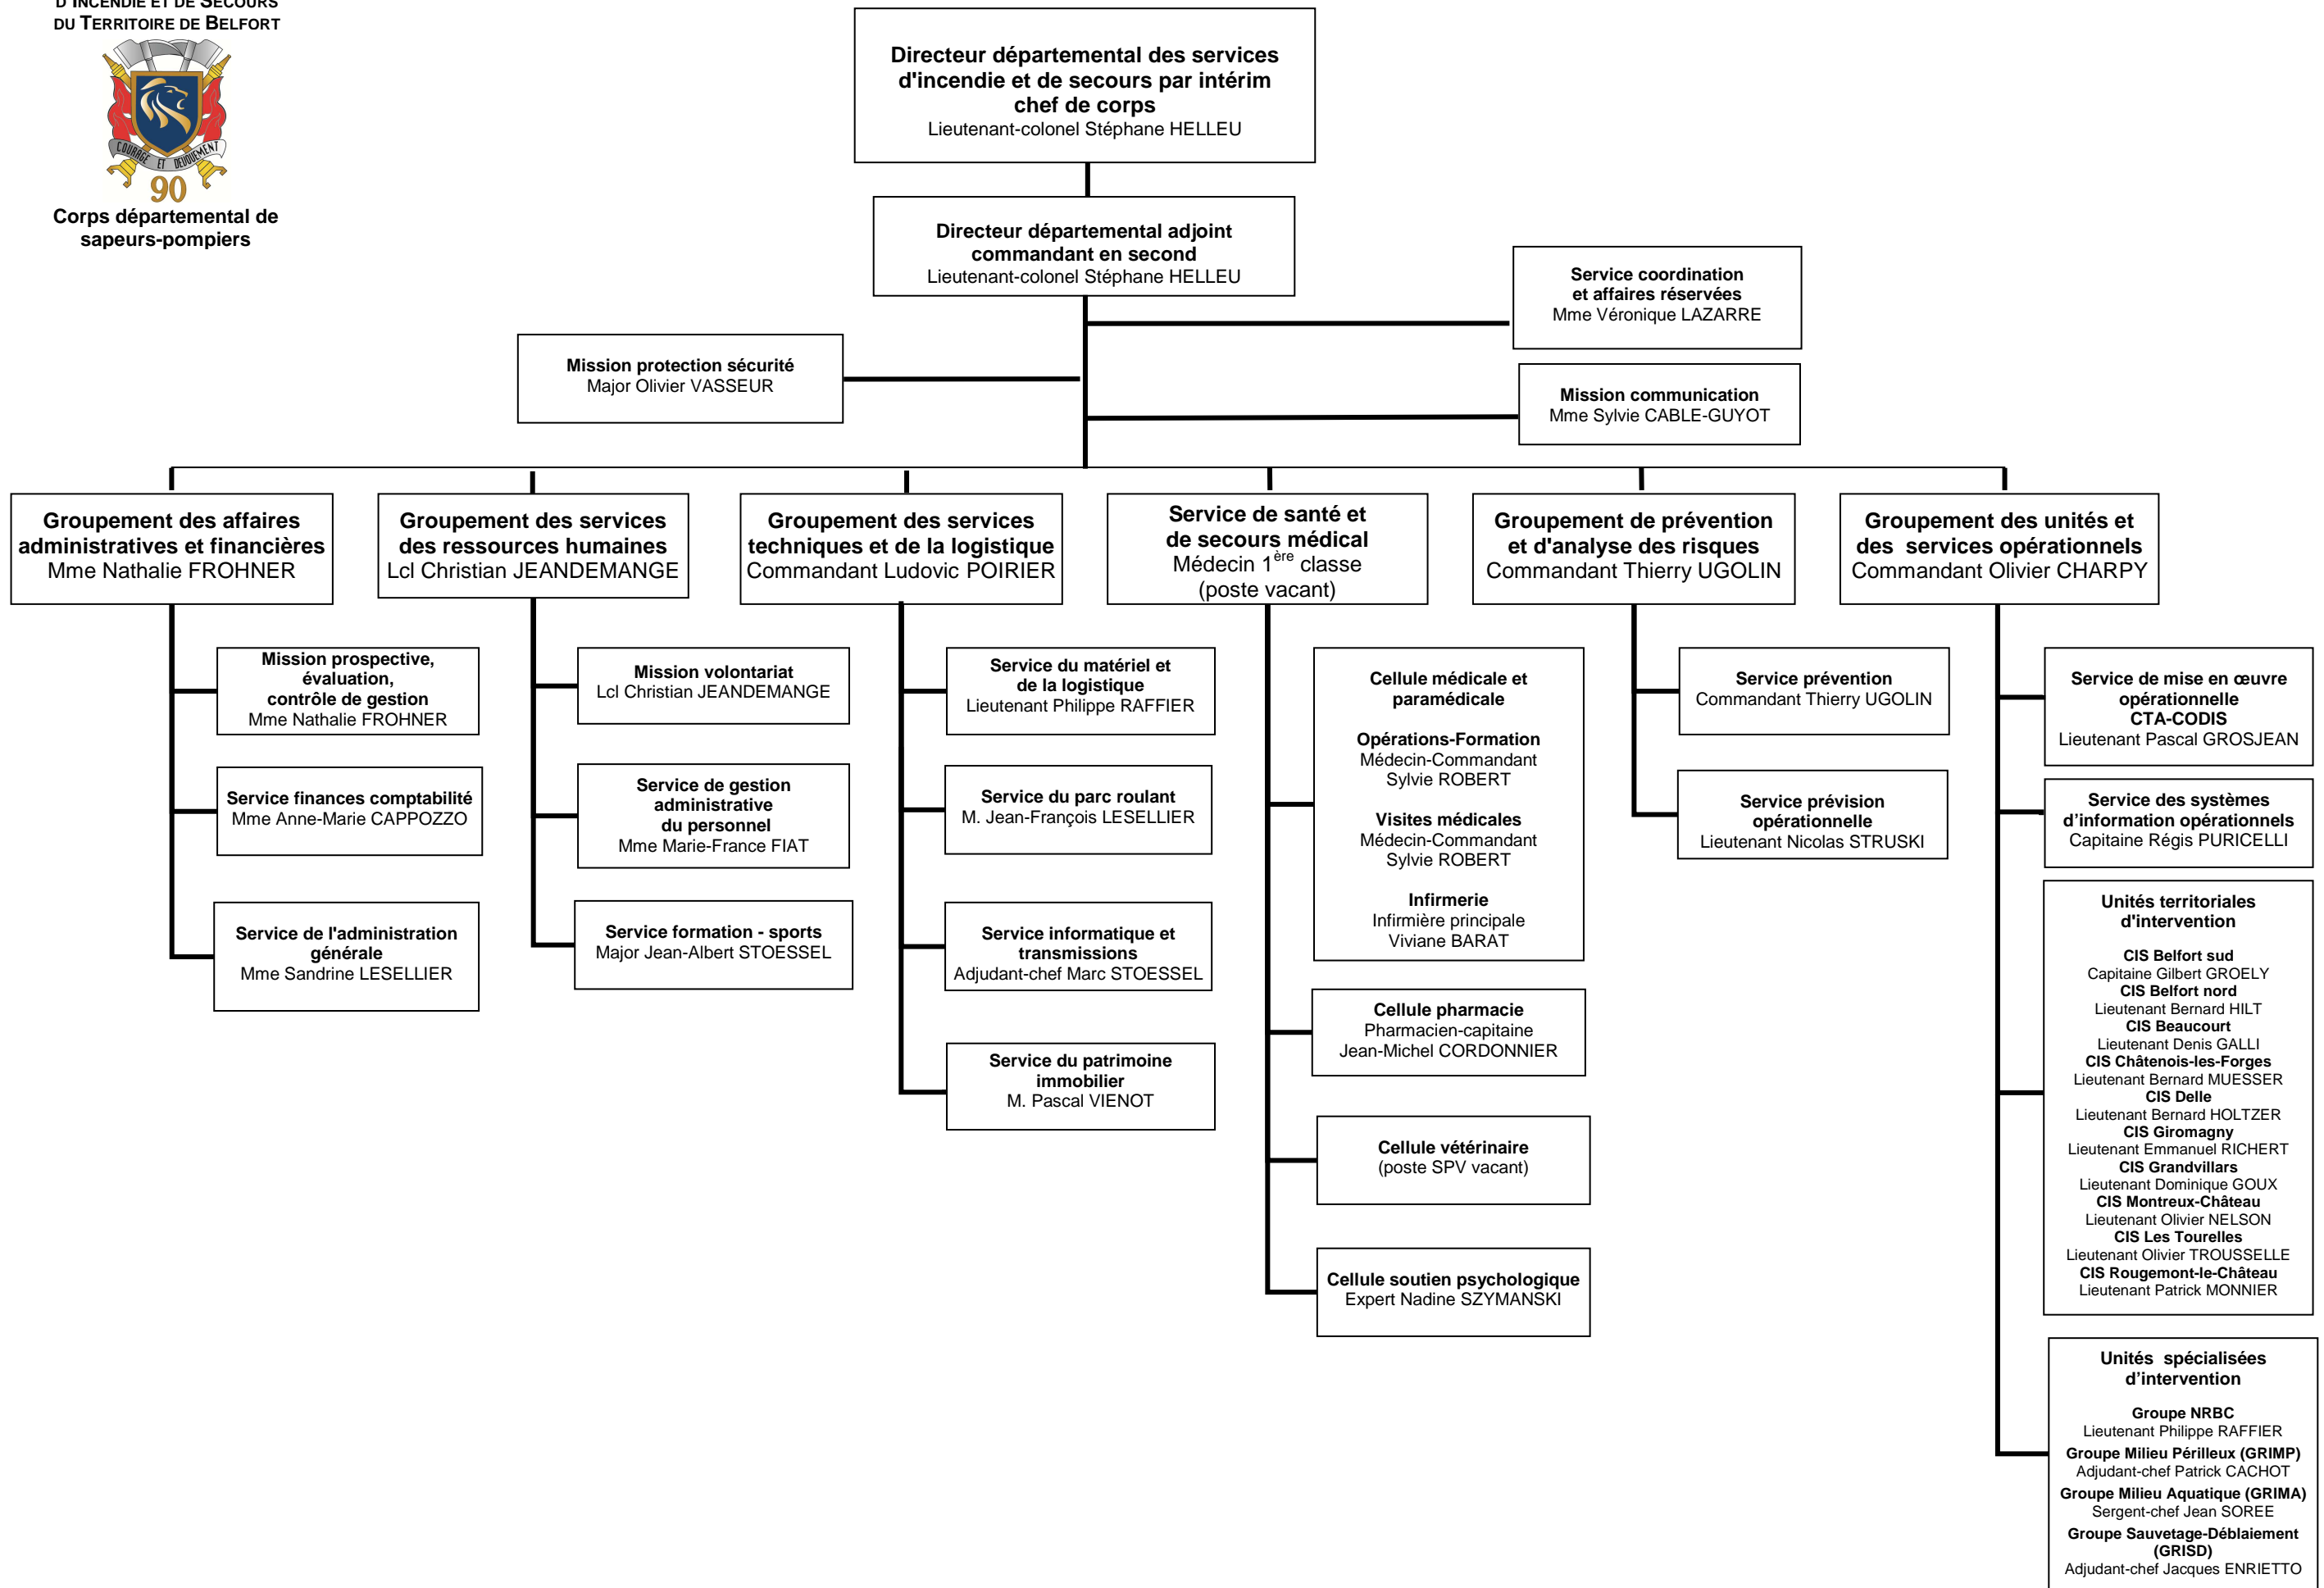 D'INCENDIE ET DE SECOURS
DU TERRITOIRE DE BELFORT
COURAGE ET DEVOUEMENT
90
Corps départemental de
sapeurs-pompiers
Directeur départemental des services
d'incendie et de secours par intérim
chef de corps
Lieutenant-colonel Stéphane HELLEU
Directeur départemental adjoint
commandant en second
Lieutenant-colonel Stéphane HELLEU
Service coordination
et affaires réservées
Mme Véronique LAZARRE
Mission protection sécurité
Major Olivier VASSEUR
Mission communication
Mme Sylvie CABLE-GUYOT
Groupement des affaires
administratives et financières
Mme Nathalie FROHNER
Mission prospective,
évaluation,
contrôle de gestion
Mme Nathalie FROHNER
Service finances comptabilité
Mme Anne-Marie CAPPOZZO
Service de l'administration
générale
Mme Sandrine LESELLIER
Groupement des services
des ressources humaines
Lcl Christian JEANDEMANGE
Mission volontariat
Lcl Christian JEANDEMANGE
Service de gestion
administrative
du personnel
Mme Marie-France FIAT
Service formation - sports
Major Jean-Albert STOESSEL
Groupement des services
techniques et de la logistique
Commandant Ludovic POIRIER
Service du matériel et
de la logistique
Lieutenant Philippe RAFFIER
Service du parc roulant
M. Jean-François LESELLIER
Service informatique et
transmissions
Adjudant-chef Marc STOESSEL
Service du patrimoine
immobilier
M. Pascal VIENOT
Service de santé et
de secours médical
Médecin 1ère classe
(poste vacant)
Cellule médicale et
paramédicale
Opérations-Formation
Médecin-Commandant
Sylvie ROBERT
Visites médicales
Médecin-Commandant
Sylvie ROBERT
Infirmerie
Infirmière principale
Viviane BARAT
Cellule pharmacie
Pharmacien-capitaine
Jean-Michel CORDONNIER
Cellule vétérinaire
(poste SPV vacant)
Cellule soutien psychologique
Expert Nadine SZYMANSKI
Groupement de prévention
et d'analyse des risques
Commandant Thierry UGOLIN
Service prévention
Commandant Thierry UGOLIN
Service prévision
opérationnelle
Lieutenant Nicolas STRUSKI
Groupement des unités et
des services opérationnels
Commandant Olivier CHARPY
Service de mise en œuvre
opérationnelle
CTA-CODIS
Lieutenant Pascal GROSJEAN
Service des systèmes
d'information opérationnels
Capitaine Régis PURICELLI
Unités territoriales
d'intervention
CIS Belfort sud
Capitaine Gilbert GROELY
CIS Belfort nord
Lieutenant Bernard HILT
CIS Beaucourt
Lieutenant Denis GALLI
CIS Châtenois-les-Forges
Lieutenant Bernard MUESSER
CIS Delle
Lieutenant Bernard HOLTZER
CIS Giromagny
Lieutenant Emmanuel RICHERT
CIS Grandvillars
Lieutenant Dominique GOUX
CIS Montreux-Château
Lieutenant Olivier NELSON
CIS Les Tourelles
Lieutenant Olivier TROUSSELLE
CIS Rougemont-le-Château
Lieutenant Patrick MONNIER
Unités spécialisées
d'intervention
Groupe NRBC
Lieutenant Philippe RAFFIER
Groupe Milieu Périlleux (GRIMP)
Adjudant-chef Patrick CACHOT
Groupe Milieu Aquatique (GRIMA)
Sergent-chef Jean SOREE
Groupe Sauvetage-Déblaiement
(GRISD)
Adjudant-chef Jacques ENRIETTO